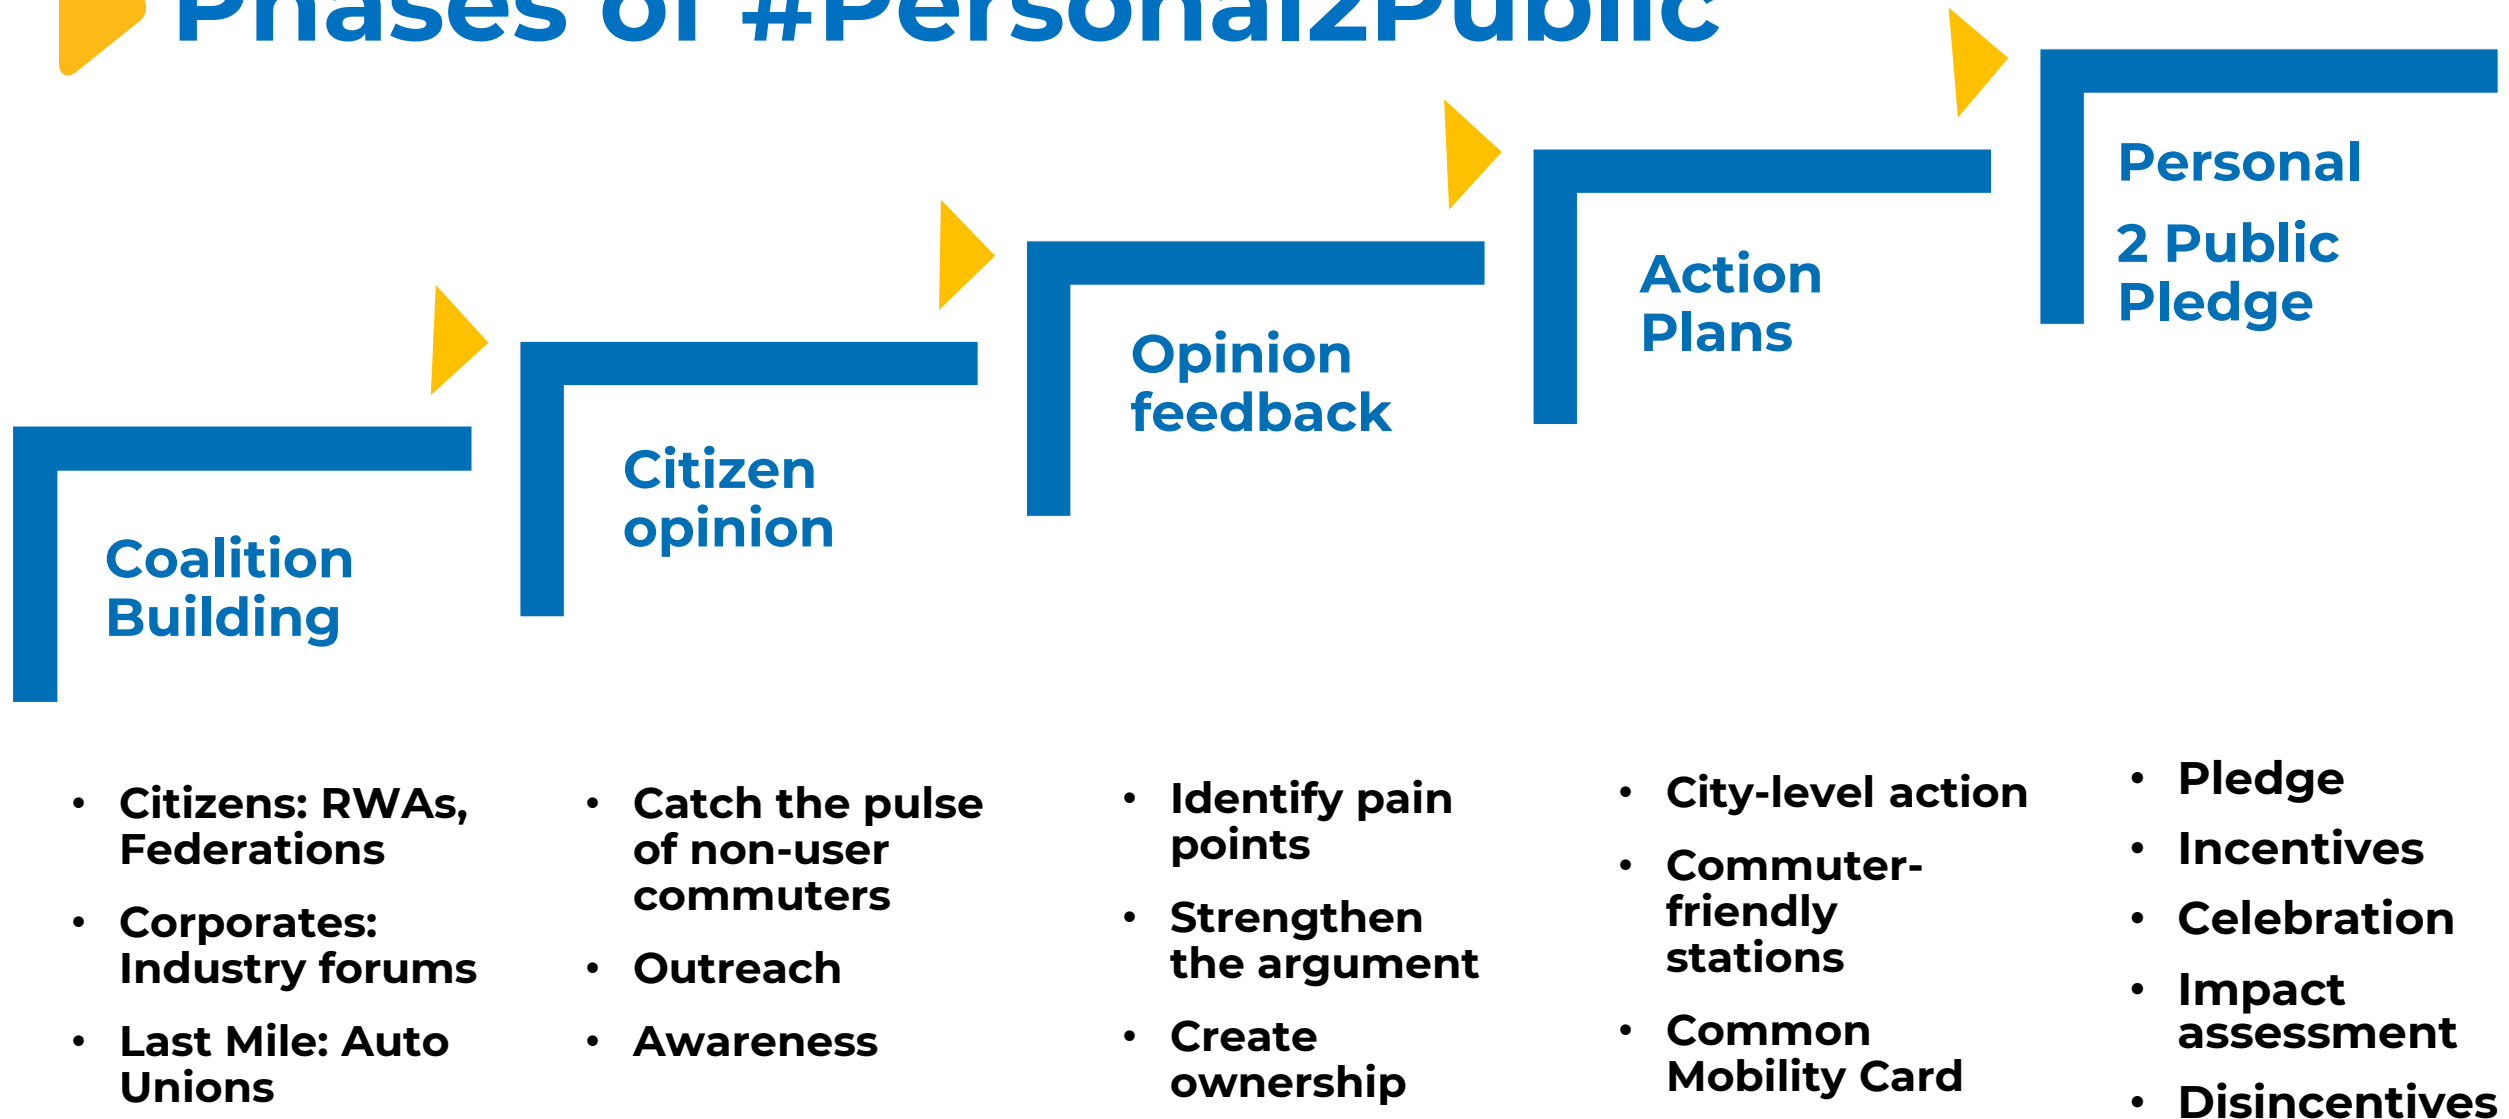 Phases of #Personal2Public
Coalition
Building
Citizen
opinion
Opinion
feedback
Action
Plans
Personal
2 Public
Pledge
• Citizens: RWAs,
Federations
• Corporates:
Industry forums
• Last Mile: Auto
Unions
• Catch the pulse
of non-user
commuters
• Outreach
• Awareness
• Identify pain
points
• Strengthen
the argument
• Create
ownership
• City-level action
• Commuter-
friendly
stations
• Common
Mobility Card
• Pledge
• Incentives
• Celebration
• Impact
assessment
• Disincentives